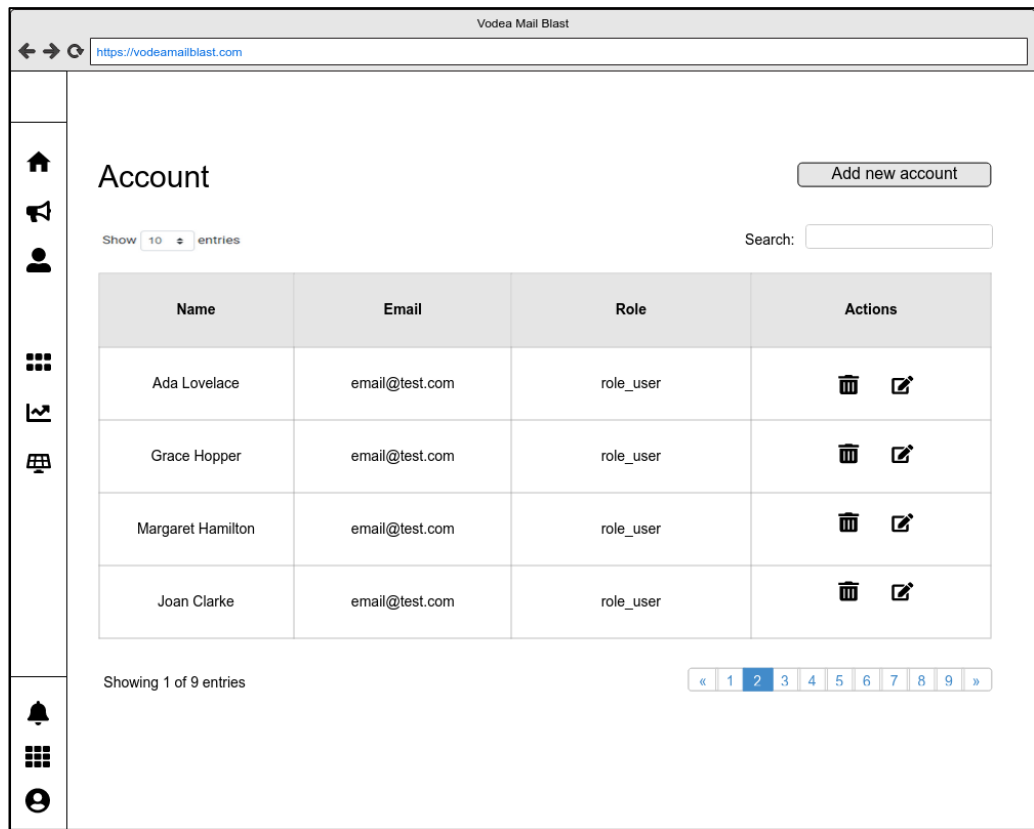 Vodea Mail Blast
https://vodeamailblast.com
Account
Add new account
Show 10 entries
Search:
Name Email Role Actions
Ada Lovelace email@test.com role_user
Grace Hopper email@test.com role_user
Margaret Hamilton email@test.com role_user
Joan Clarke email@test.com role_user
Showing 1 of 9 entries
« 1 2 3 4 5 6 7 8 9 »